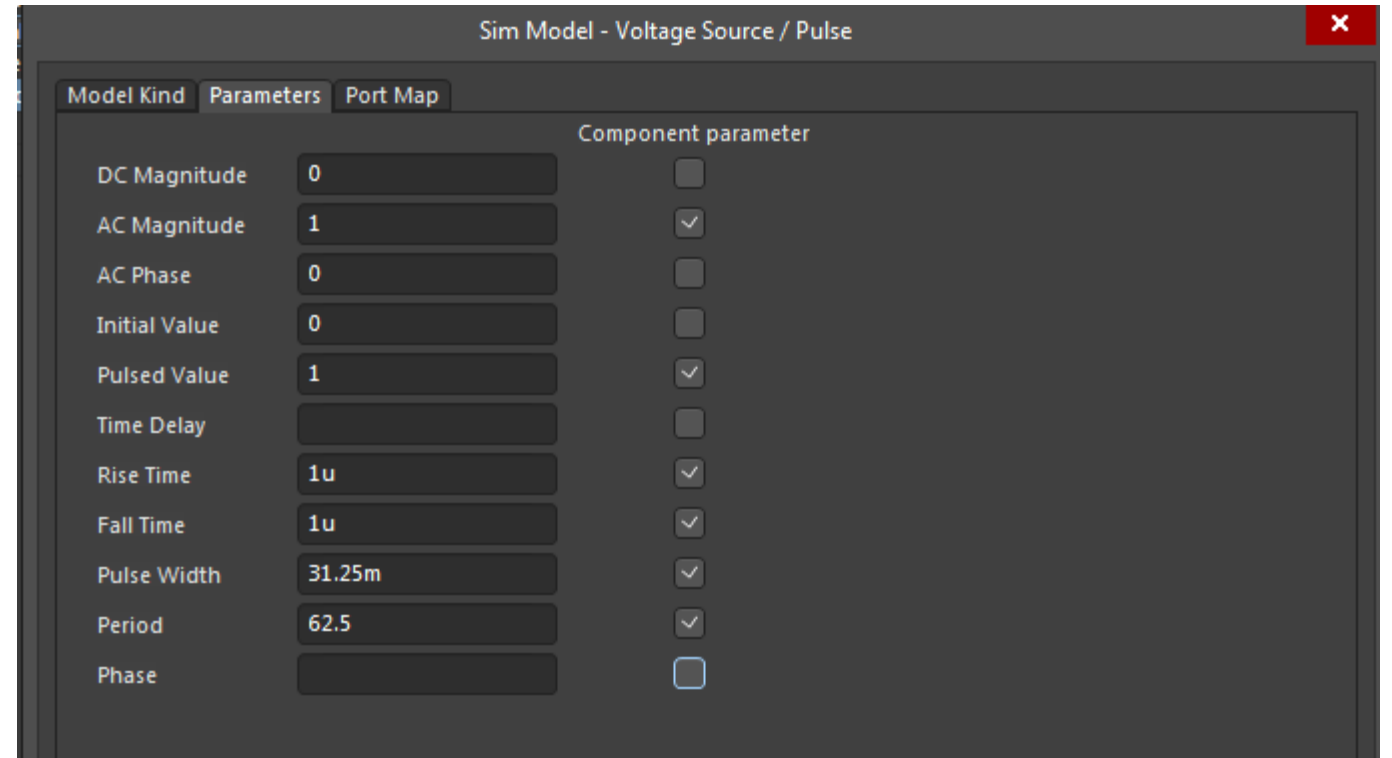 Sim Model - Voltage Source / Pulse
Model Kind Parameters Port Map
Component parameter
DC Magnitude 0
AC Magnitude 1
AC Phase 0
Initial Value 0
Pulsed Value 1
Time Delay
Rise Time 1u
Fall Time 1u
Pulse Width 31.25m
Period 62.5
Phase